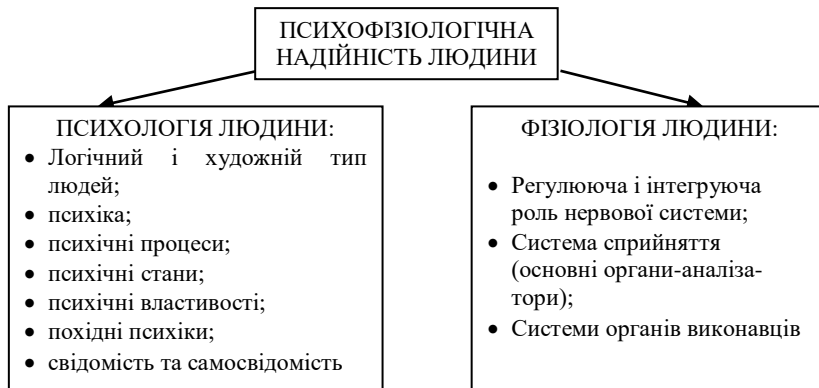 ПСИХОФІЗІОЛОГІЧНА
НАДІЙНІСТЬ ЛЮДИНИ
ПСИХОЛОГІЯ ЛЮДИНИ:
• Логічний і художній тип
людей;
• психіка;
• психічні процеси;
• психічні стани;
• психічні властивості;
• похідні психіки;
• свідомість та самосвідомість
ФІЗІОЛОГІЯ ЛЮДИНИ:
• Регулююча і інтегруюча
роль нервової системи;
• Система сприйняття
(основні органи-аналіза-
тори);
• Системи органів виконавців